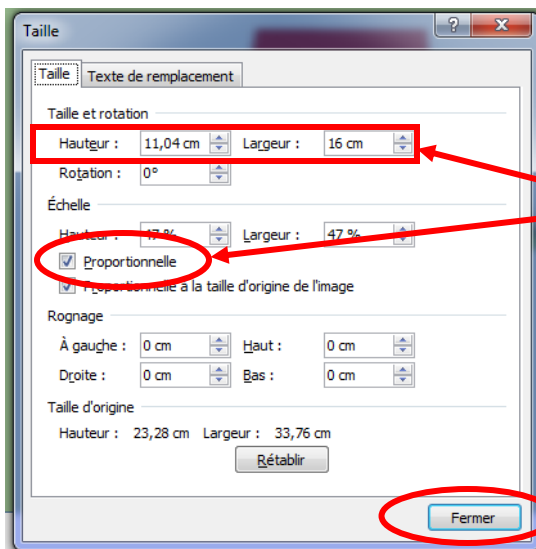 Taille
Taille Texte de remplacement
Taille et rotation
Hauteur : 11,04 cm Largeur : 16 cm
Rotation : 0°
Échelle
Hauteur : 47 % Largeur : 47 %
Proportionnelle
Proportionnelle à la taille d'origine de l'image
Rognage
À gauche : 0 cm Haut : 0 cm
Droite : 0 cm Bas : 0 cm
Taille d'origine
Hauteur : 23,28 cm Largeur : 33,76 cm
Rétablir
Fermer